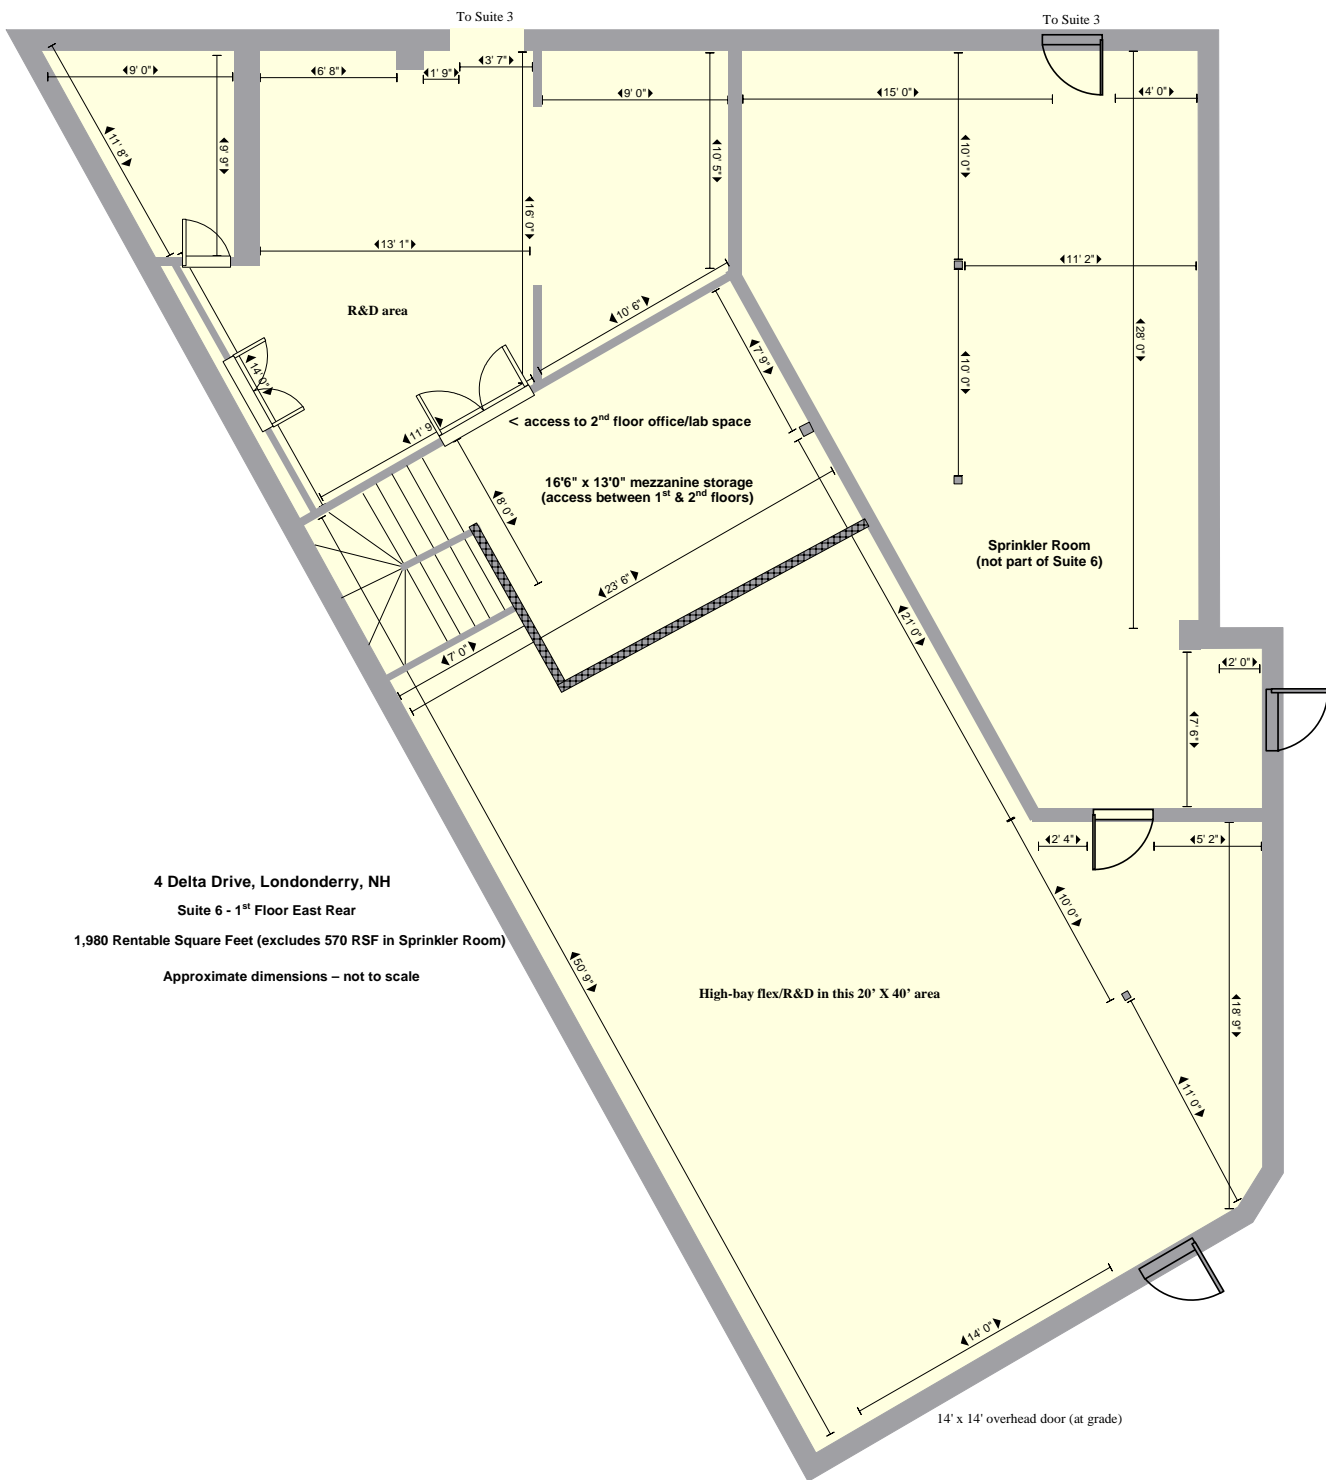 To Suite 3
To Suite 3
9' 0"
6' 8"
1' 9"
3' 7"
9' 0"
15' 0"
4' 0"
11' 8"
9' 9"
10' 5"
10' 0"
16' 0"
13' 1"
11' 2"
R&D area
10' 6"
28' 0"
7' 9"
10' 0"
14' 0"
11' 9"
< access to 2nd floor office/lab space
16'6" x 13'0" mezzanine storage
(access between 1st & 2nd floors)
8' 0"
Sprinkler Room
(not part of Suite 6)
23' 6"
21' 0"
7' 0"
2' 0"
7' 6"
2' 4"
5' 2"
4 Delta Drive, Londonderry, NH
Suite 6 - 1st Floor East Rear
1,980 Rentable Square Feet (excludes 570 RSF in Sprinkler Room)
Approximate dimensions – not to scale
10' 0"
50' 9"
High-bay flex/R&D in this 20' X 40' area
18' 9"
11' 0"
14' 0"
14' x 14' overhead door (at grade)